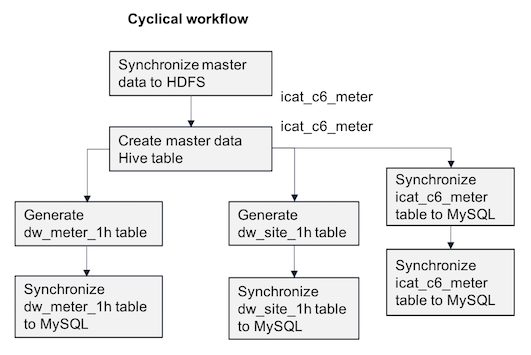 Cyclical workflow
Synchronize master
data to HDFS
icat_c6_meter
icat_c6_meter
Create master data
Hive table
Generate
dw_meter_1h table
Generate
dw_site_1h table
Synchronize
icat_c6_meter
table to MySQL
Synchronize
dw_meter_1h table
to MySQL
Synchronize
dw_site_1h table
to MySQL
Synchronize
icat_c6_meter
table to MySQL